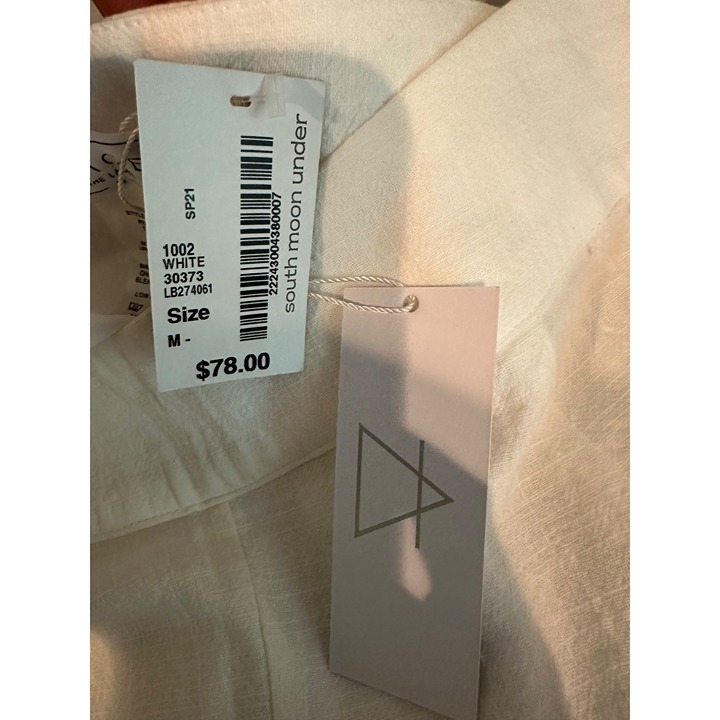 SP21
1002
WHITE
30373
LB274061
Size
M -
$78.00
22243004380007
south moon under